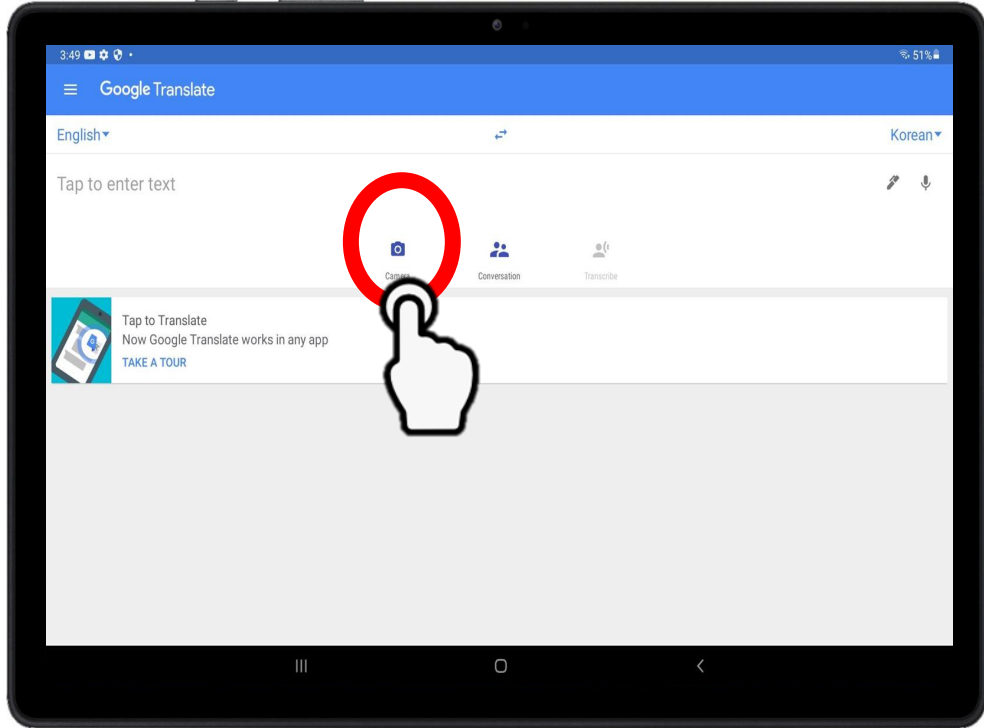 3:49 51%
Google Translate
English Korean
Tap to enter text
Camera Conversation Transcribe
Tap to Translate
Now Google Translate works in any app
TAKE A TOUR